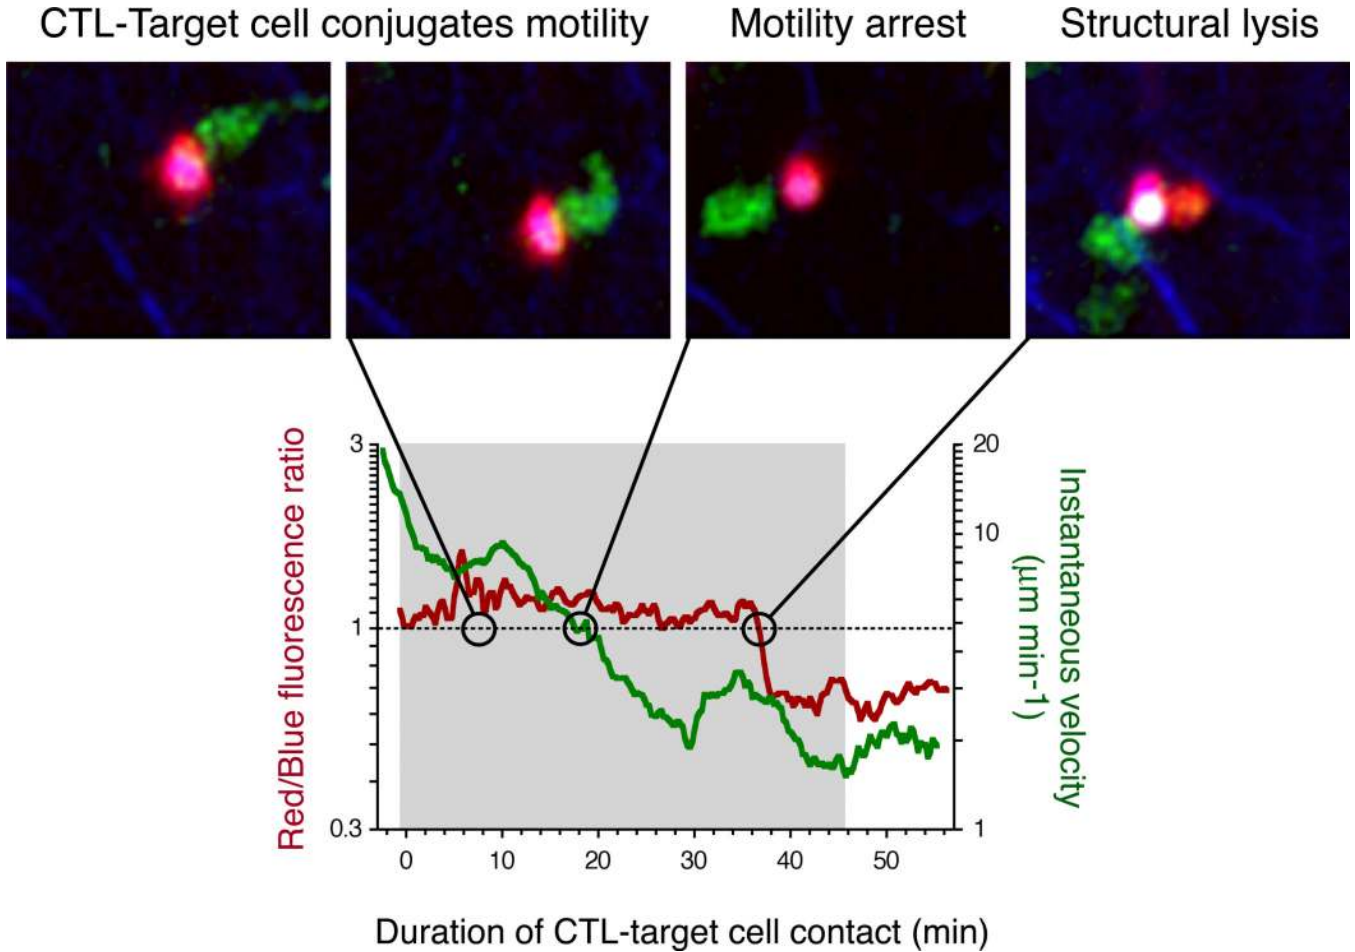 CTL-Target cell conjugates motility
Motility arrest
Structural lysis
Red/Blue fluorescence ratio
3
1
0.3
20
10
1
Instantaneous velocity
(μm min-1)
0
10
20
30
40
50
Duration of CTL-target cell contact (min)